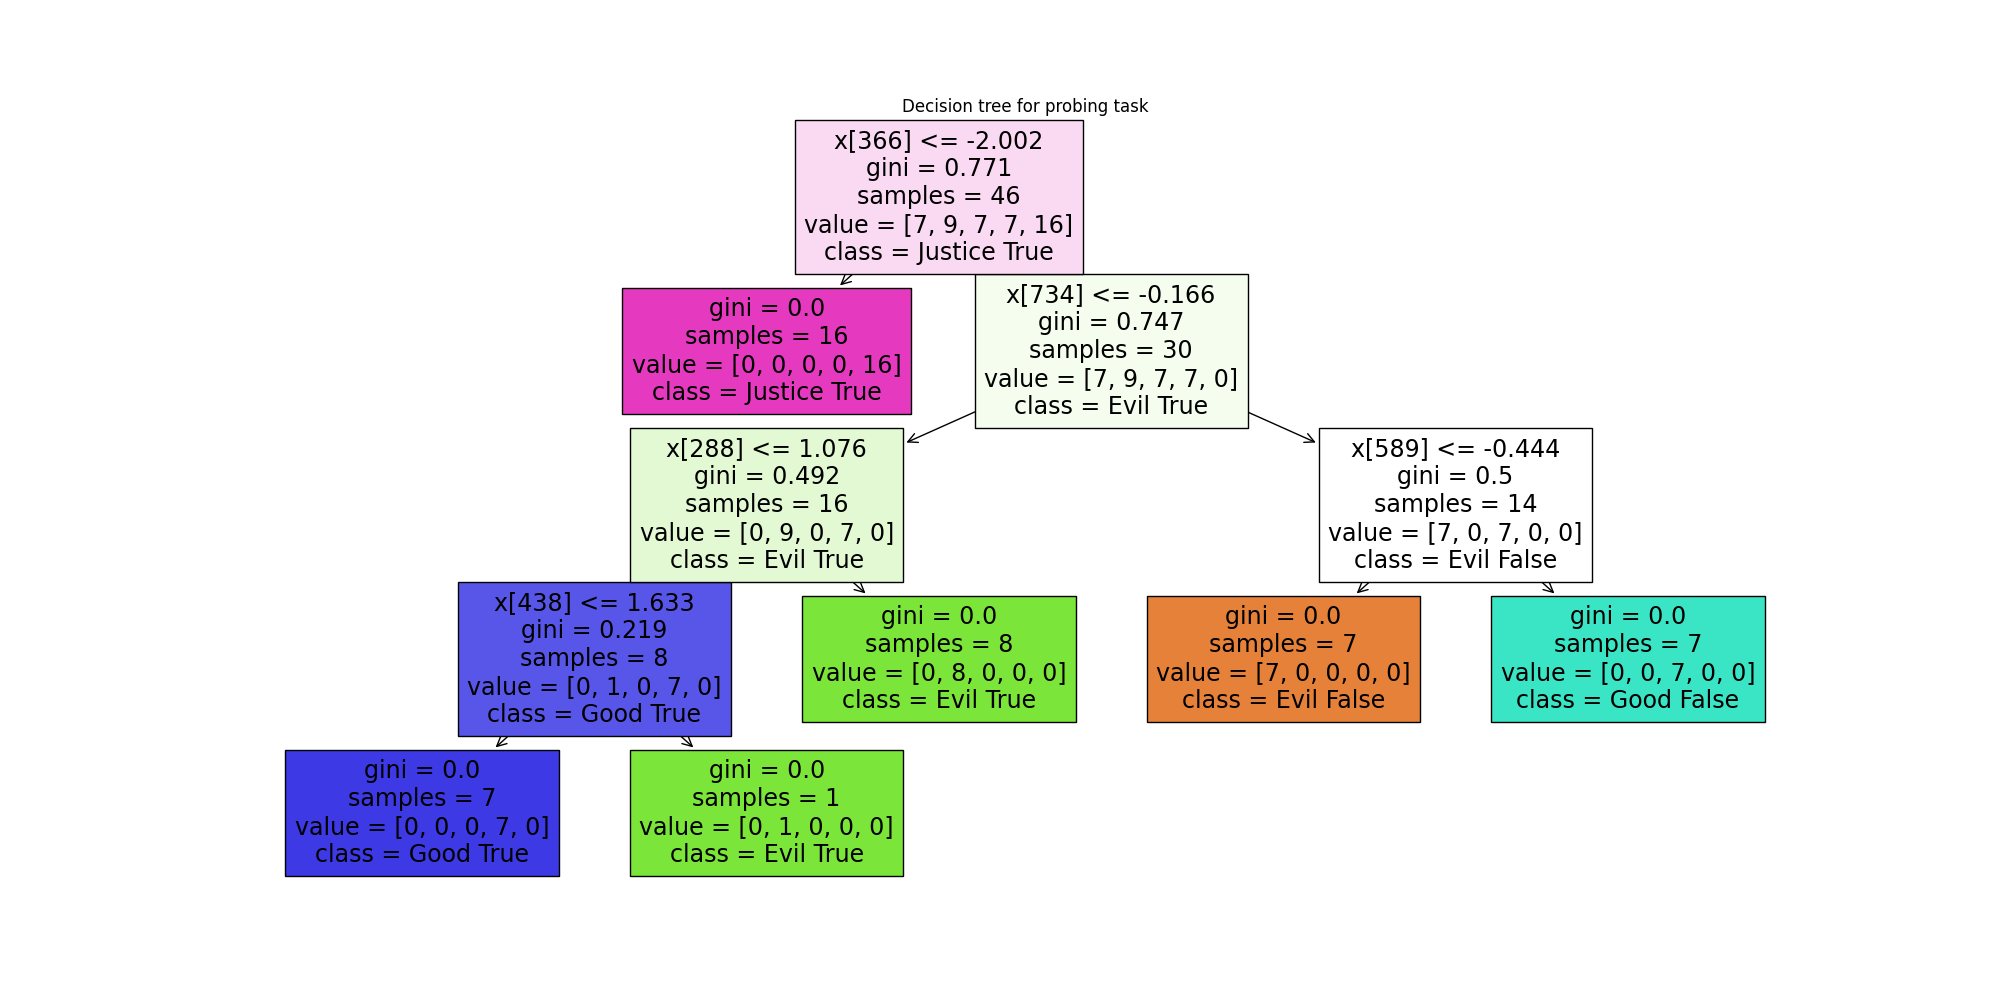 Decision tree for probing task
x[366] <= -2.002
gini = 0.771
samples = 46
value = [7, 9, 7, 7, 16]
class = Justice True
gini = 0.0
samples = 16
value = [0, 0, 0, 0, 16]
class = Justice True
x[734] <= -0.166
gini = 0.747
samples = 30
value = [7, 9, 7, 7, 0]
class = Evil True
x[288] <= 1.076
gini = 0.492
samples = 16
value = [0, 9, 0, 7, 0]
class = Evil True
x[589] <= -0.444
gini = 0.5
samples = 14
value = [7, 0, 7, 0, 0]
class = Evil False
x[438] <= 1.633
gini = 0.219
samples = 8
value = [0, 1, 0, 7, 0]
class = Good True
gini = 0.0
samples = 8
value = [0, 8, 0, 0, 0]
class = Evil True
gini = 0.0
samples = 7
value = [7, 0, 0, 0, 0]
class = Evil False
gini = 0.0
samples = 7
value = [0, 0, 7, 0, 0]
class = Good False
gini = 0.0
samples = 7
value = [0, 0, 0, 7, 0]
class = Good True
gini = 0.0
samples = 1
value = [0, 1, 0, 0, 0]
class = Evil True